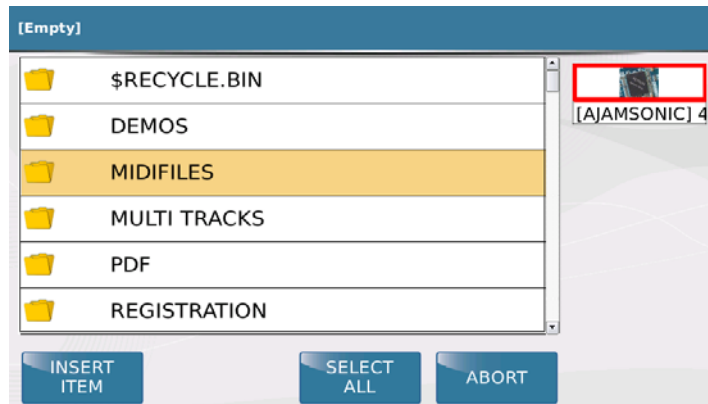 [Empty]
$RECYCLE.BIN
DEMOS
MIDIFILES
MULTI TRACKS
PDF
REGISTRATION
[AJAMSONIC] 4
INSERT
ITEM
SELECT
ALL
ABORT